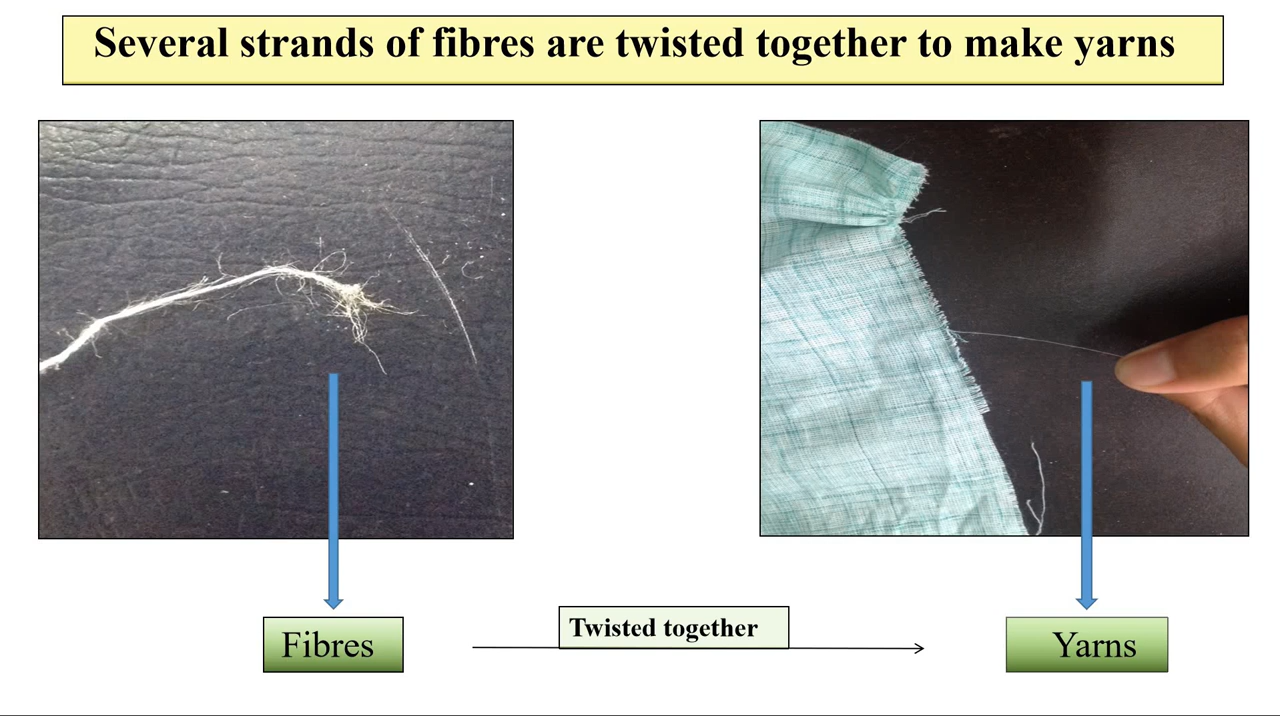 Several strands of fibres are twisted together to make yarns
Fibres
Twisted together
Yarns